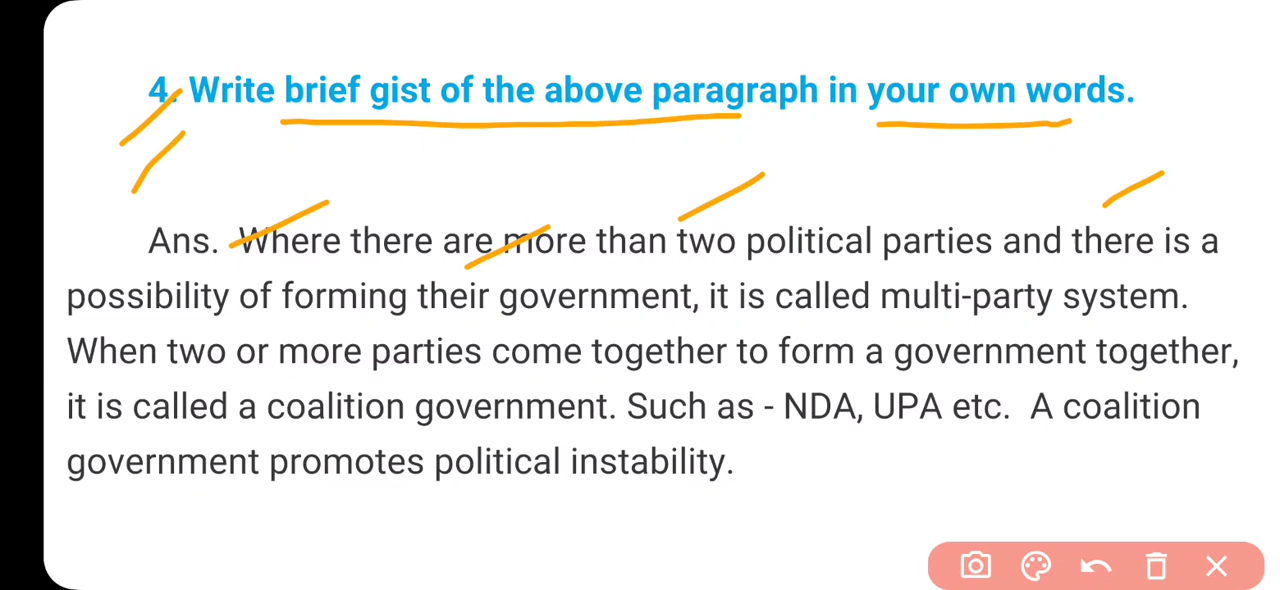 4. Write brief gist of the above paragraph in your own words.
Ans. Where there are more than two political parties and there is a
possibility of forming their government, it is called multi-party system.
When two or more parties come together to form a government together,
it is called a coalition government. Such as - NDA, UPA etc. A coalition
government promotes political instability.